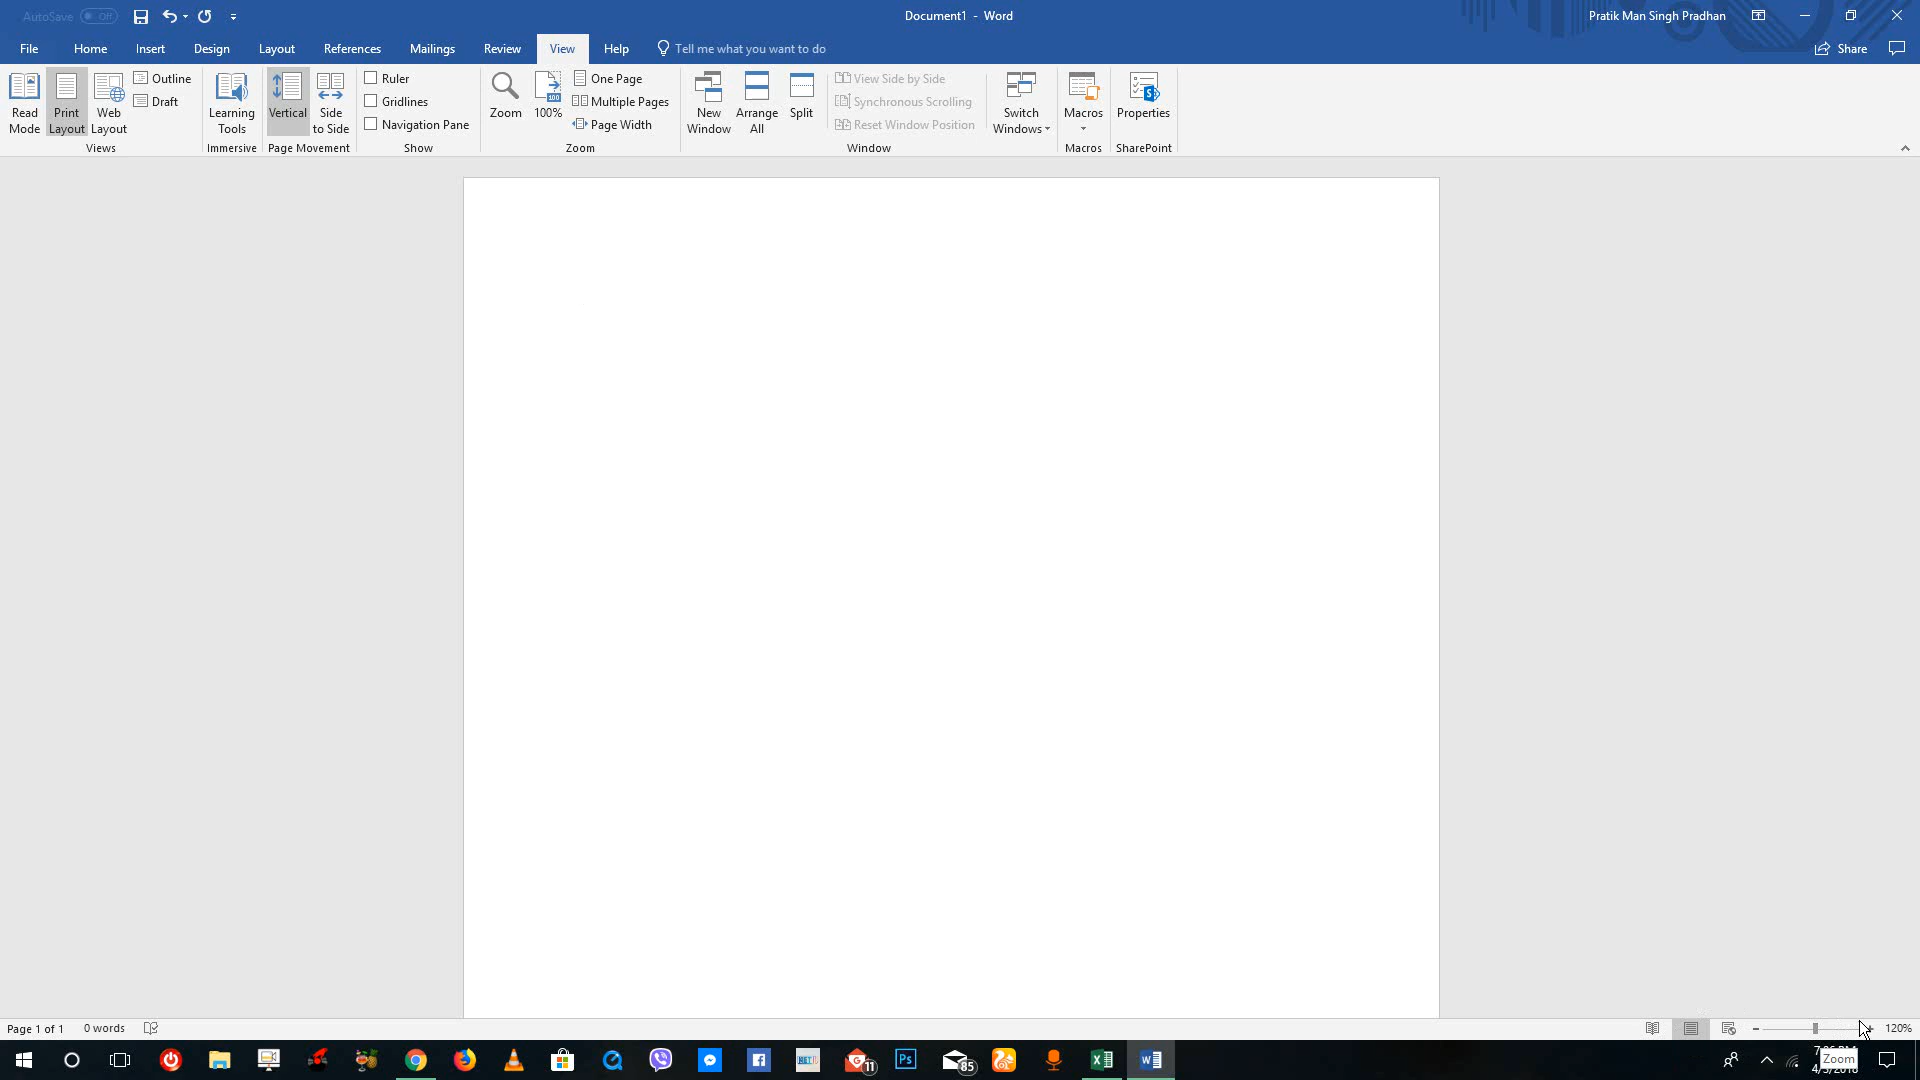 AutoSave Off Document1 - Word Pratik Man Singh Pradhan
File Home Insert Design Layout References Mailings Review View Help Tell me what you want to do Share
Read Mode
Print Layout
Web Layout
Outline
Draft
Views
Learning Tools
Immersive
Vertical
Side to Side
Page Movement
Ruler
Gridlines
Navigation Pane
Show
Zoom
100
100%
One Page
Multiple Pages
Page Width
Zoom
New Window
Arrange All
Split
View Side by Side
Synchronous Scrolling
Reset Window Position
Switch Windows
Window
Macros
Macros
Properties
SharePoint
Page 1 of 1 0 words 120%
11 Ps 85
Zoom